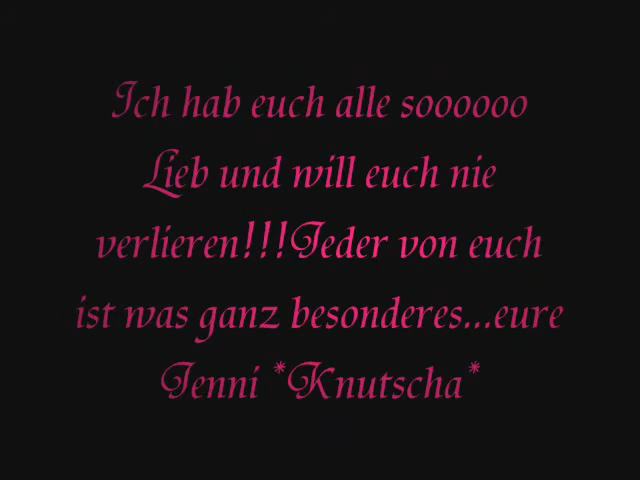 Ich hab euch alle soooooo
Lieb und will euch nie
verlieren!!!Jeder von euch
ist was ganz besonderes...eure
Jenni *Knutscha*